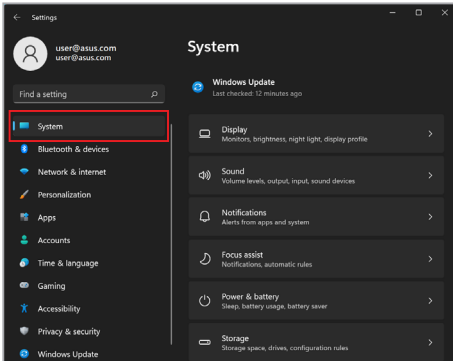 Settings
user@asus.com
user@asus.com
Find a setting
System
Bluetooth & devices
Network & internet
Personalization
Apps
Accounts
Time & language
Gaming
Accessibility
Privacy & security
Windows Update
System
Windows Update
Last checked: 12 minutes ago
Display
Monitors, brightness, night light, display profile
Sound
Volume levels, output, input, sound devices
Notifications
Alerts from apps and system
Focus assist
Notifications, automatic rules
Power & battery
Sleep, battery usage, battery saver
Storage
Storage space, drives, configuration rules